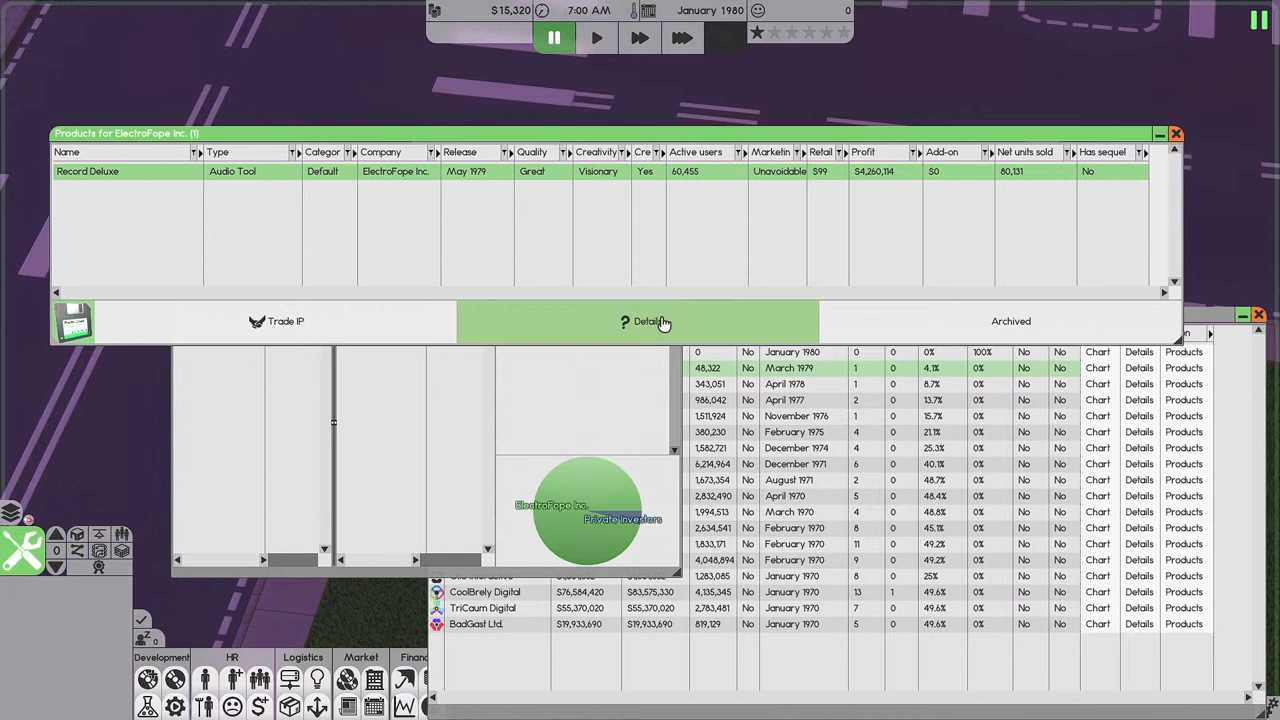 $15,320 7:00 AM January 1980 0
Products for ElectroFope Inc. (1)
Name Type Categor Company Release Quality Creativity Cre Active users Marketin Retail Profit Add-on Net units sold Has sequel
Record Deluxe Audio Tool Default ElectroFope Inc. May 1979 Great Visionary Yes 60,455 Unavoidable $99 $4,260,114 $0 80,131 No
Trade IP ? Details Archived
0 No January 1980 0 0 0% 100% No No Chart Details Products
48,322 No March 1979 1 0 4.1% 0% No No Chart Details Products
343,051 No April 1978 1 0 8.7% 0% No No Chart Details Products
986,042 No April 1977 2 0 13.7% 0% No No Chart Details Products
1,511,924 No November 1976 1 0 15.7% 0% No No Chart Details Products
380,230 No February 1975 4 0 21.1% 0% No No Chart Details Products
1,582,721 No December 1974 4 0 25.3% 0% No No Chart Details Products
6,214,964 No December 1971 6 0 40.1% 0% No No Chart Details Products
1,673,354 No August 1971 2 0 48.7% 0% No No Chart Details Products
2,832,490 No April 1970 5 0 48.4% 0% No No Chart Details Products
1,994,513 No March 1970 4 0 48.8% 0% No No Chart Details Products
2,634,541 No February 1970 11 0 45.1% 0% No No Chart Details Products
1,833,171 No February 1970 4 0 49.2% 0% No No Chart Details Products
4,048,894 No February 1970 9 0 49.2% 0% No No Chart Details Products
1,283,085 No January 1970 8 0 25% 0% No No Chart Details Products
CoolBrely Digital $76,584,420 $83,575,330 4,135,345 No January 1970 13 1 49.6% 0% No No Chart Details Products
TriCaum Digital $55,370,020 $55,370,020 2,783,481 No January 1970 7 0 49.6% 0% No No Chart Details Products
BadGast Ltd. $19,933,690 $19,933,690 819,129 No January 1970 5 0 49.6% 0% No No Chart Details Products
ElectroFope Inc.
Private Investors
0
0
Development HR Logistics Market Financ